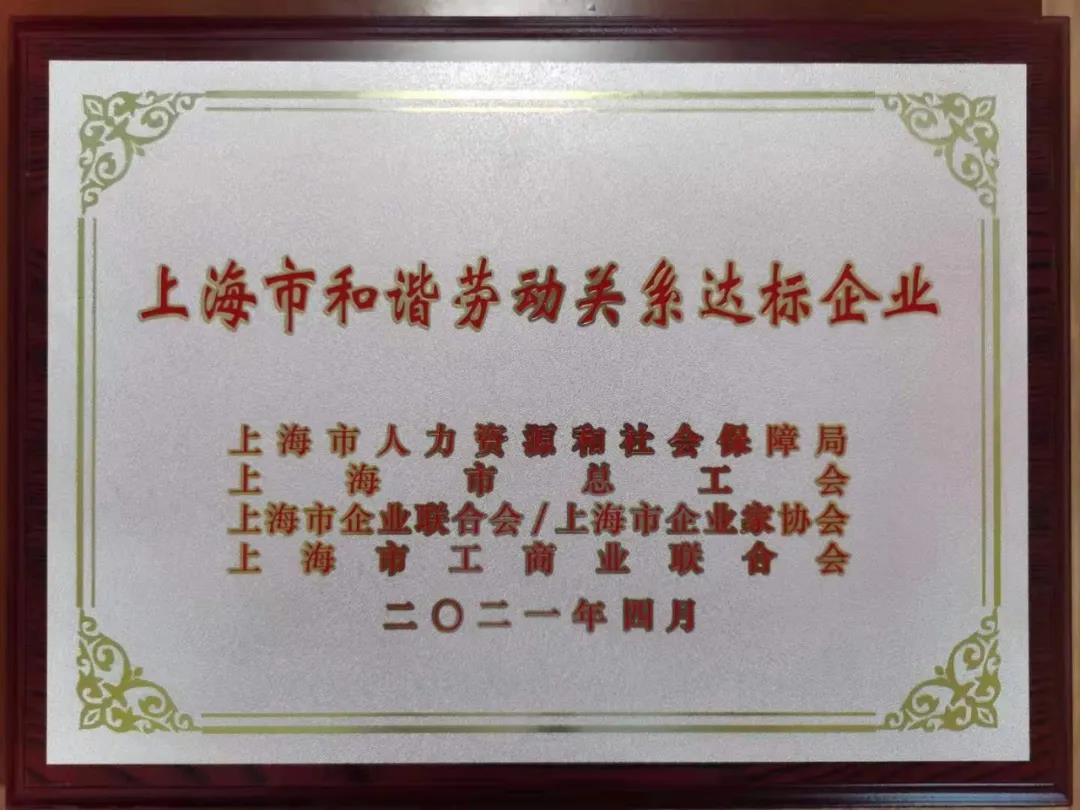 上海市和谐劳动关系达标企业
上海市人力资源和社会保障局
上海市总工会
上海市企业联合会/上海市企业家协会
上海市工商业联合会
二〇二一年四月